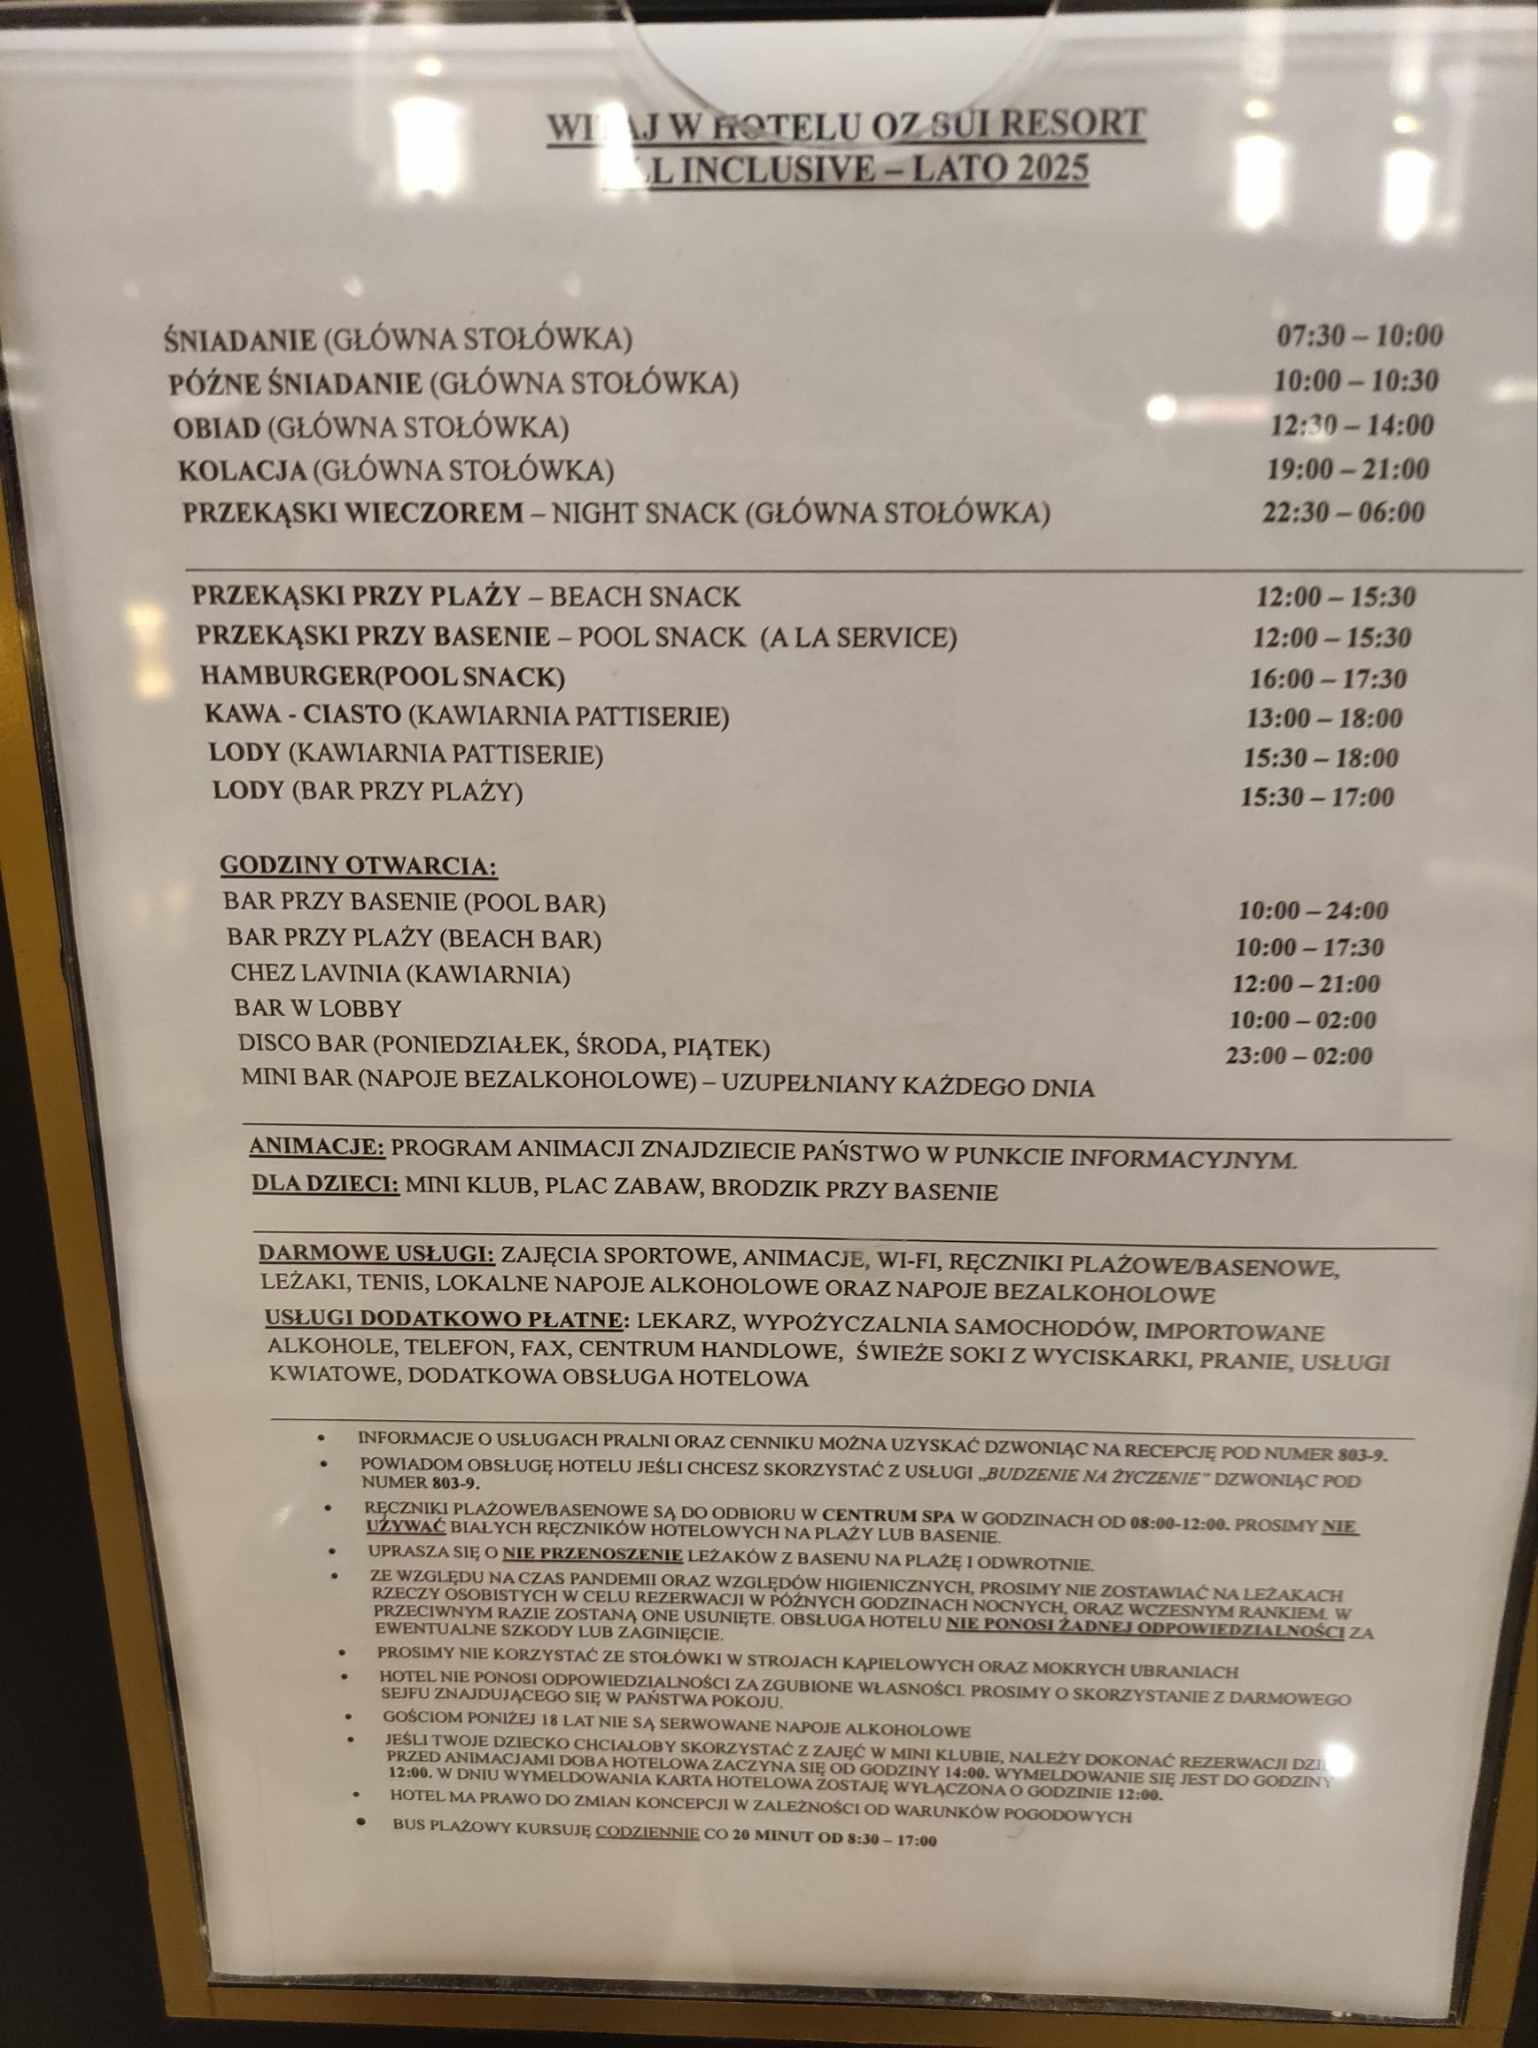 W HOTELU OZ SUI RESORT
INCLUSIVE – LATO 2025
ŚNIADANIE (GŁÓWNA STOŁÓWKA) 07:30 – 10:00
PÓŹNE ŚNIADANIE (GŁÓWNA STOŁÓWKA) 10:00 – 10:30
OBIAD (GŁÓWNA STOŁÓWKA) 12:30 – 14:00
KOLACJA (GŁÓWNA STOŁÓWKA) 19:00 – 21:00
PRZEKĄSKI WIECZOREM – NIGHT SNACK (GŁÓWNA STOŁÓWKA) 22:30 – 06:00
PRZEKĄSKI PRZY PLAŻY – BEACH SNACK 12:00 – 15:30
PRZEKĄSKI PRZY BASENIE – POOL SNACK (A LA SERVICE) 12:00 – 15:30
HAMBURGER(POOL SNACK) 16:00 – 17:30
KAWA - CIASTO (KAWIARNIA PATTISERIE) 13:00 – 18:00
LODY (KAWIARNIA PATTISERIE) 15:30 – 18:00
LODY (BAR PRZY PLAŻY) 15:30 – 17:00
GODZINY OTWARCIA:
BAR PRZY BASENIE (POOL BAR) 10:00 – 24:00
BAR PRZY PLAŻY (BEACH BAR) 10:00 – 17:30
CHEZ LAVINIA (KAWIARNIA) 12:00 – 21:00
BAR W LOBBY 10:00 – 02:00
DISCO BAR (PONIEDZIAŁEK, ŚRODA, PIĄTEK) 23:00 – 02:00
MINI BAR (NAPOJE BEZALKOHOLOWE) – UZUPEŁNIANY KAŻDEGO DNIA
ANIMACJE: PROGRAM ANIMACJI ZNAJDZIECIE PAŃSTWO W PUNKCIE INFORMACYJNYM.
DLA DZIECI: MINI KLUB, PLAC ZABAW, BRODZIK PRZY BASENIE
DARMOWE USŁUGI: ZAJĘCIA SPORTOWE, ANIMACJE, WI-FI, RĘCZNIKI PLAŻOWE/BASENOWE,
LEŻAKI, TENIS, LOKALNE NAPOJE ALKOHOLOWE ORAZ NAPOJE BEZALKOHOLOWE
USŁUGI DODATKOWO PŁATNE: LEKARZ, WYPOŻYCZALNIA SAMOCHODÓW, IMPORTOWANE
ALKOHOLE, TELEFON, FAX, CENTRUM HANDLOWE, ŚWIEŻE SOKI Z WYCISKARKI, PRANIE, USŁUGI
KWIATOWE, DODATKOWA OBSŁUGA HOTELOWA
• INFORMACJE O USŁUGACH PRALNI ORAZ CENNIKU MOŻNA UZYSKAĆ DZWONIĄC NA RECEPCJĘ POD NUMER 803-9.
• POWIADOM OBSŁUGĘ HOTELU JEŚLI CHCESZ SKORZYSTAĆ Z USŁUGI „BUDZENIE NA ŻYCZENIE" DZWONIĄC POD
NUMER 803-9.
• RĘCZNIKI PLAŻOWE/BASENOWE SĄ DO ODBIORU W CENTRUM SPA W GODZINACH OD 08:00-12:00. PROSIMY NIE
UŻYWAĆ BIAŁYCH RĘCZNIKÓW HOTELOWYCH NA PLAŻY LUB BASENIE.
• UPRASZA SIĘ O NIE PRZENOSZENIE LEŻAKÓW Z BASENU NA PLAŻĘ I ODWROTNIE.
• ZE WZGLĘDU NA CZAS PANDEMII ORAZ WZGLĘDÓW HIGIENICZNYCH, PROSIMY NIE ZOSTAWIAĆ NA LEŻAKACH
RZECZY OSOBISTYCH W CELU REZERWACJI W PÓŹNYCH GODZINACH NOCNYCH, ORAZ WCZESNYM RANKIEM. W
PRZECIWNYM RAZIE ZOSTANĄ ONE USUNIĘTE. OBSŁUGA HOTELU NIE PONOSI ŻADNEJ ODPOWIEDZIALNOŚCI ZA
EWENTUALNE SZKODY LUB ZAGINIĘCIE.
• PROSIMY NIE KORZYSTAĆ ZE STOŁÓWKI W STROJACH KĄPIELOWYCH ORAZ MOKRYCH UBRANIACH
• HOTEL NIE PONOSI ODPOWIEDZIALNOŚCI ZA ZGUBIONE WŁASNOŚCI. PROSIMY O SKORZYSTANIE Z DARMOWEGO
SEJFU ZNAJDUJĄCEGO SIĘ W PAŃSTWA POKOJU.
• GOŚCIOM PONIŻEJ 18 LAT NIE SĄ SERWOWANE NAPOJE ALKOHOLOWE
• JEŚLI TWOJE DZIECKO CHCIAŁOBY SKORZYSTAĆ Z ZAJĘĆ W MINI KLUBIE, NALEŻY DOKONAĆ REZERWACJI
PRZED ANIMACJAMI DOBA HOTELOWA ZACZYNA SIĘ OD GODZINY 14:00. WYMELDOWANIE SIĘ JEST DO GODZINY
12:00. W DNIU WYMELDOWANIA KARTA HOTELOWA ZOSTAJĘ WYŁĄCZONA O GODZINIE 12:00.
• HOTEL MA PRAWO DO ZMIAN KONCEPCJI W ZALEŻNOŚCI OD WARUNKÓW POGODOWYCH
• BUS PLAŻOWY KURSUJĘ CODZIENNIE CO 20 MINUT OD 8:30 – 17:00